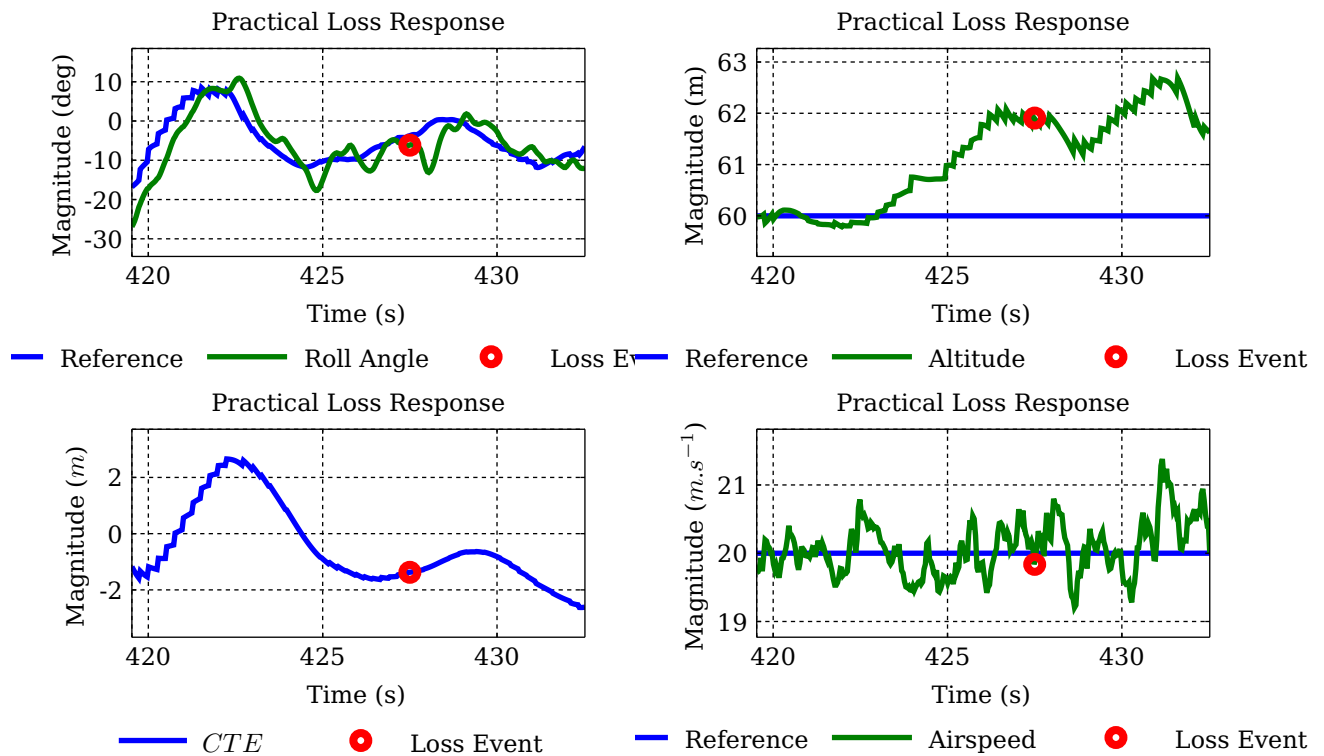 Practical Loss Response
Magnitude (deg)
10
0
-10
-20
-30
420
425
430
Time (s)
Reference
Roll Angle
Loss Ev
Practical Loss Response
Magnitude (m)
63
62
61
60
420
425
430
Time (s)
Reference
Altitude
Loss Event
Practical Loss Response
Magnitude (m)
2
0
-2
420
425
430
Time (s)
CTE
Loss Event
Practical Loss Response
Magnitude (m.s⁻¹)
21
20
19
420
425
430
Time (s)
Reference
Airspeed
Loss Event